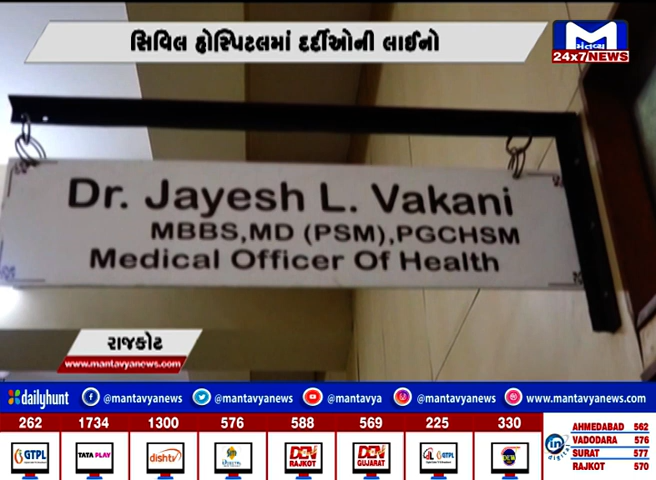 સિવિલ હોસ્પિટલમાં દર્દીઓની લાઈનો
મંતવ્ય
24x7NEWS
Dr. Jayesh L. Vakani
MBBS,MD (PSM),PGCHSM
Medical Officer Of Health
રાજકોટ
www.mantavyanews.com
dailyhunt @mantavyanews @mantavyanews @mantavya @mantavyanews @mantavyanews www.mantavyanews.com
262 1734 1300 576 588 569 225 330
GTPL TATA PLAY dishtv DEN RAJKOT DEN GUJARAT GTPL
in digital
AHMEDABAD 562
VADODARA 576
SURAT 577
RAJKOT 570